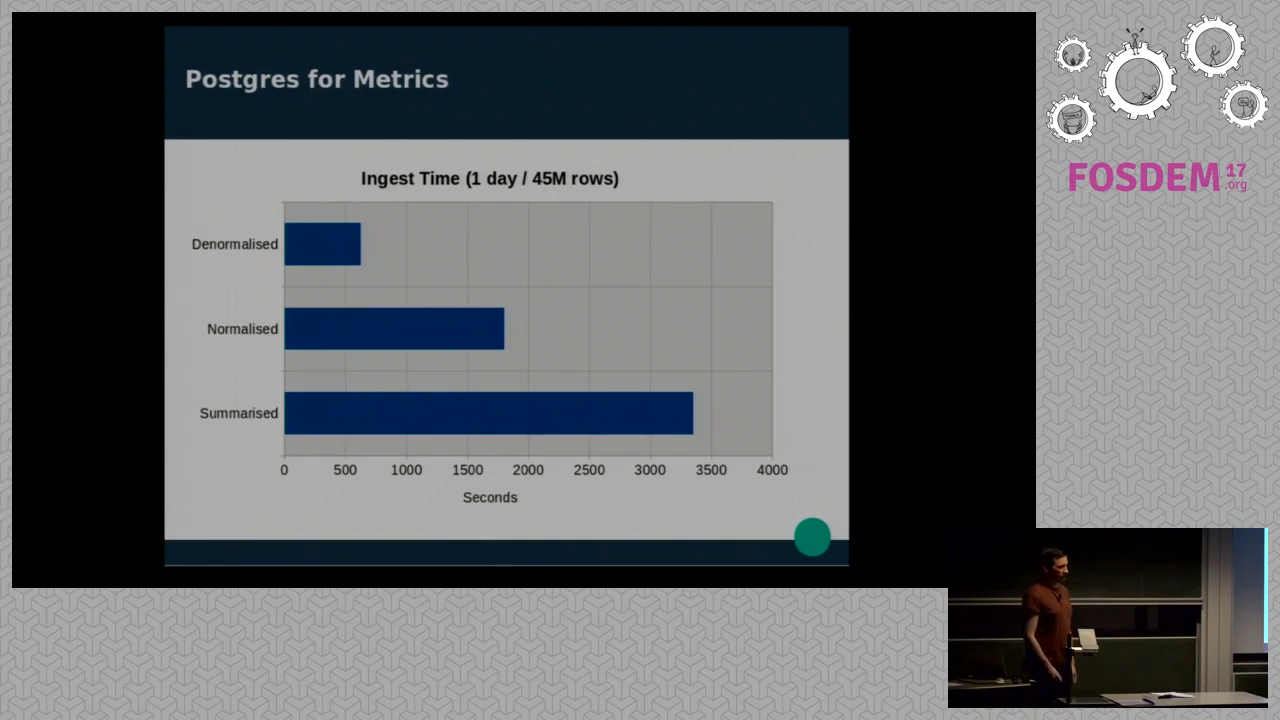 Postgres for Metrics
Ingest Time (1 day / 45M rows)
Denormalised
Normalised
Summarised
0 500 1000 1500 2000 2500 3000 3500 4000
Seconds
FOSDEM 17 .org